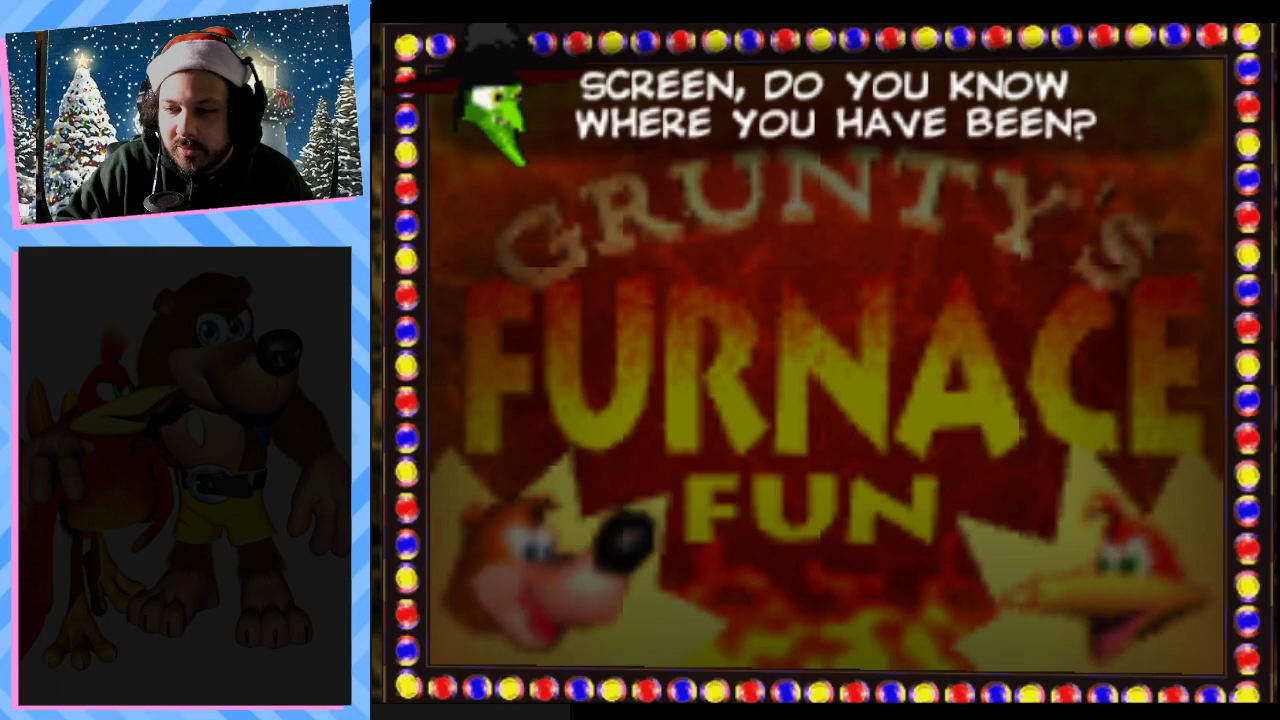 SCREEN, DO YOU KNOW
WHERE YOU HAVE BEEN?
GRUNTY'S
FURNACE
FUN